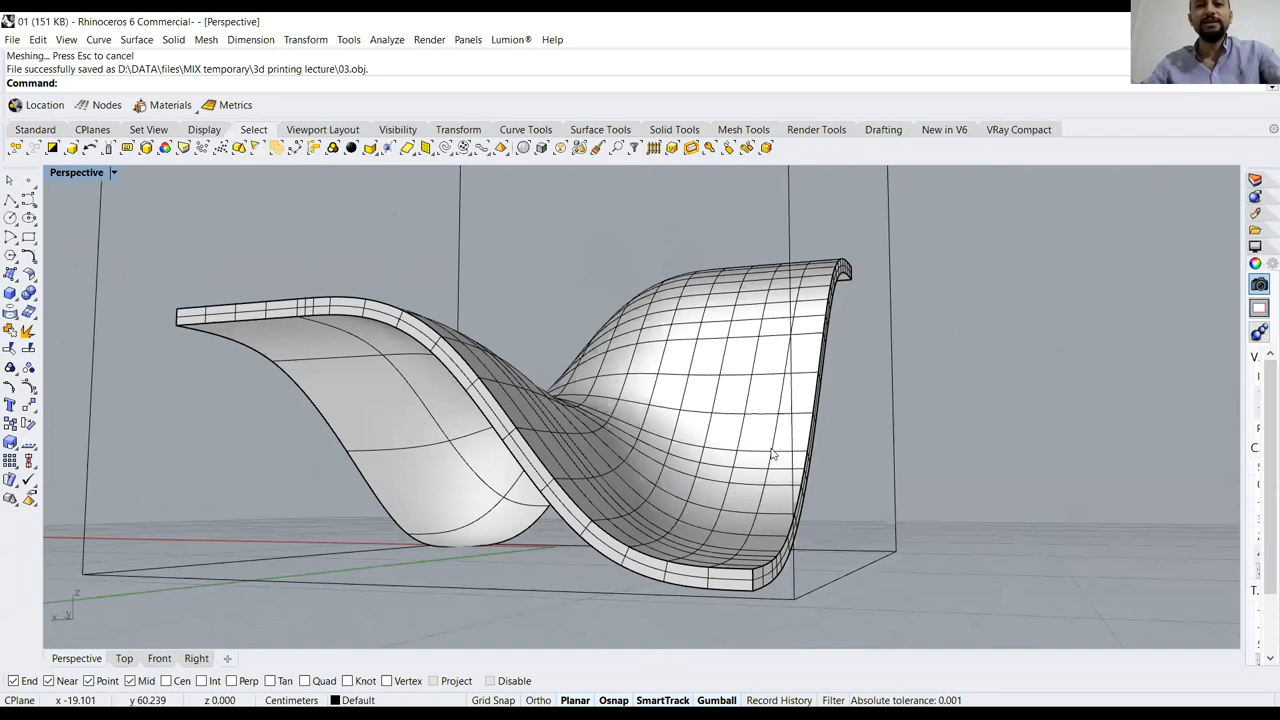 01 (151 KB) - Rhinoceros 6 Commercial- - [Perspective]
File Edit View Curve Surface Solid Mesh Dimension Transform Tools Analyze Render Panels Lumion® Help
Meshing... Press Esc to cancel
File successfully saved as D:\DATA\files\MIX temporary\3d printing lecture\03.obj.
Command:
Location Nodes Materials Metrics
Standard CPlanes Set View Display Select Viewport Layout Visibility Transform Curve Tools Surface Tools Solid Tools Mesh Tools Render Tools Drafting New in V6 VRay Compact
Perspective
z
x y
Perspective Top Front Right
End Near Point Mid Cen Int Perp Tan Quad Knot Vertex Project Disable
CPlane x -19.101 y 60.239 z 0.000 Centimeters Default Grid Snap Ortho Planar Osnap SmartTrack Gumball Record History Filter Absolute tolerance: 0.001